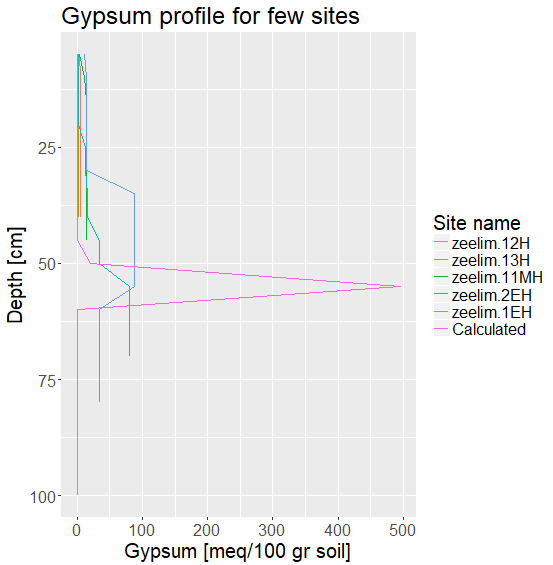 Gypsum profile for few sites
25
50
75
100
Depth [cm]
0
100
200
300
400
500
Gypsum [meq/100 gr soil]
Site name
zeelim.12H
zeelim.13H
zeelim.11MH
zeelim.2EH
zeelim.1EH
Calculated